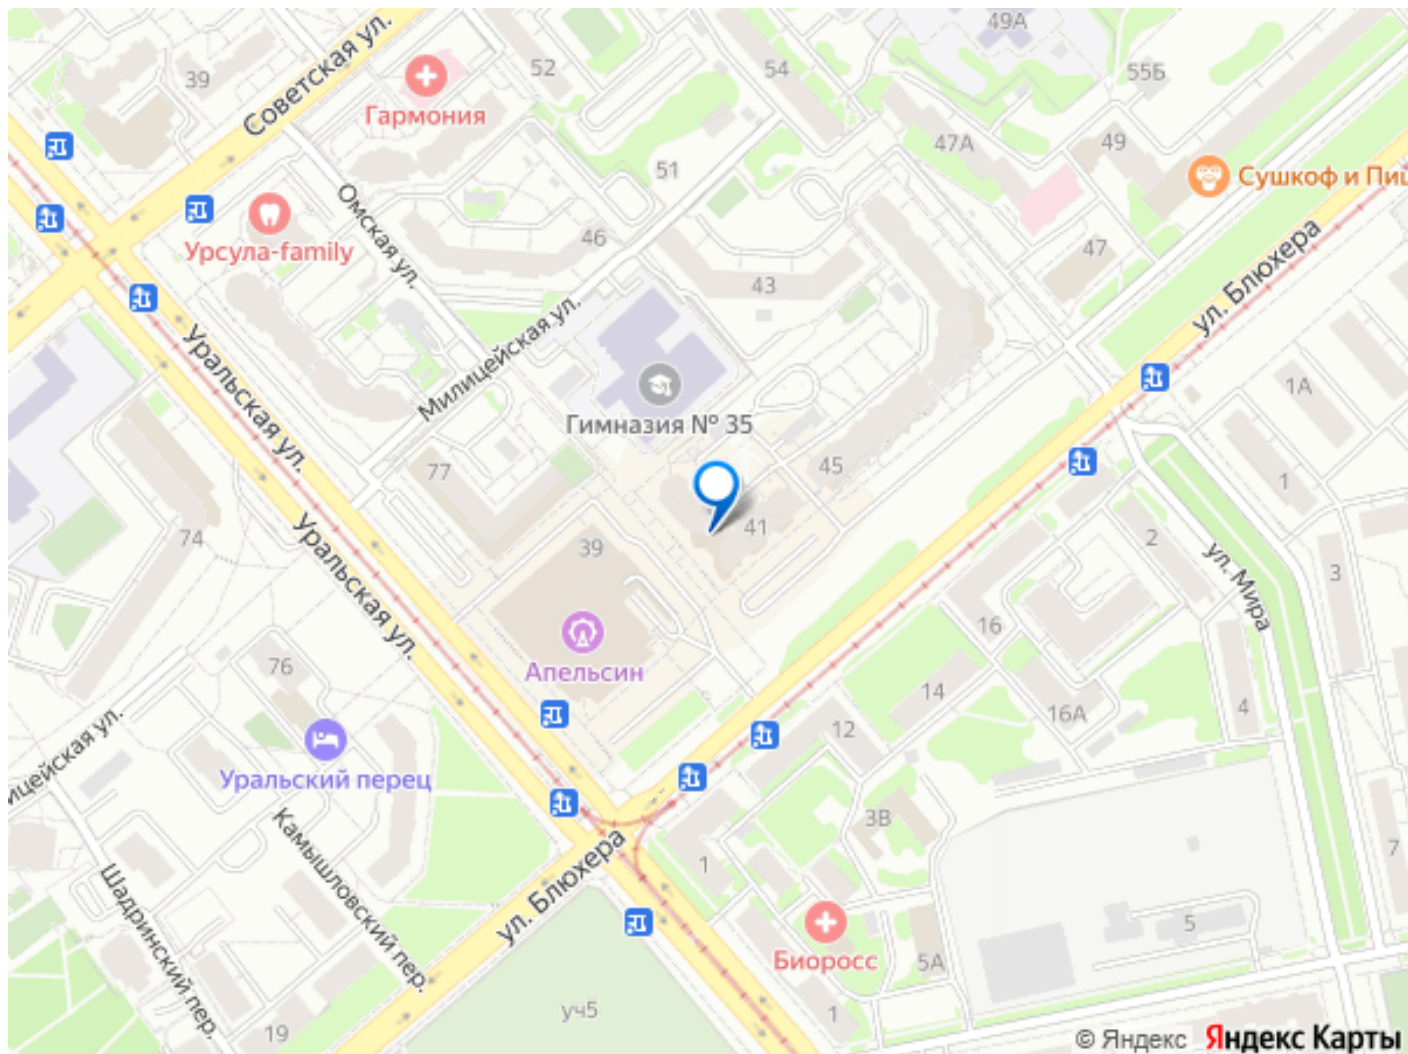 49А
Советская ул.
39
52
54
55Б
Гармония
47А
49
51
Сушкоф и Пиц
Омская ул.
46
Урсула-family
47
43
ул. Блюхера
Милицейская ул.
Уральская ул.
1А
Гимназия № 35
77
45
1
41
74
39
2
Уральская ул.
ул. Мира
3
16
76
Апельсин
14
16А
4
12
ицейская ул.
Уральский перец
3В
Камышловский пер.
ул. Блюхера
1
7
Шадринский пер.
5
Биоросс
5А
уч5
1
19
© Яндекс Яндекс Карты